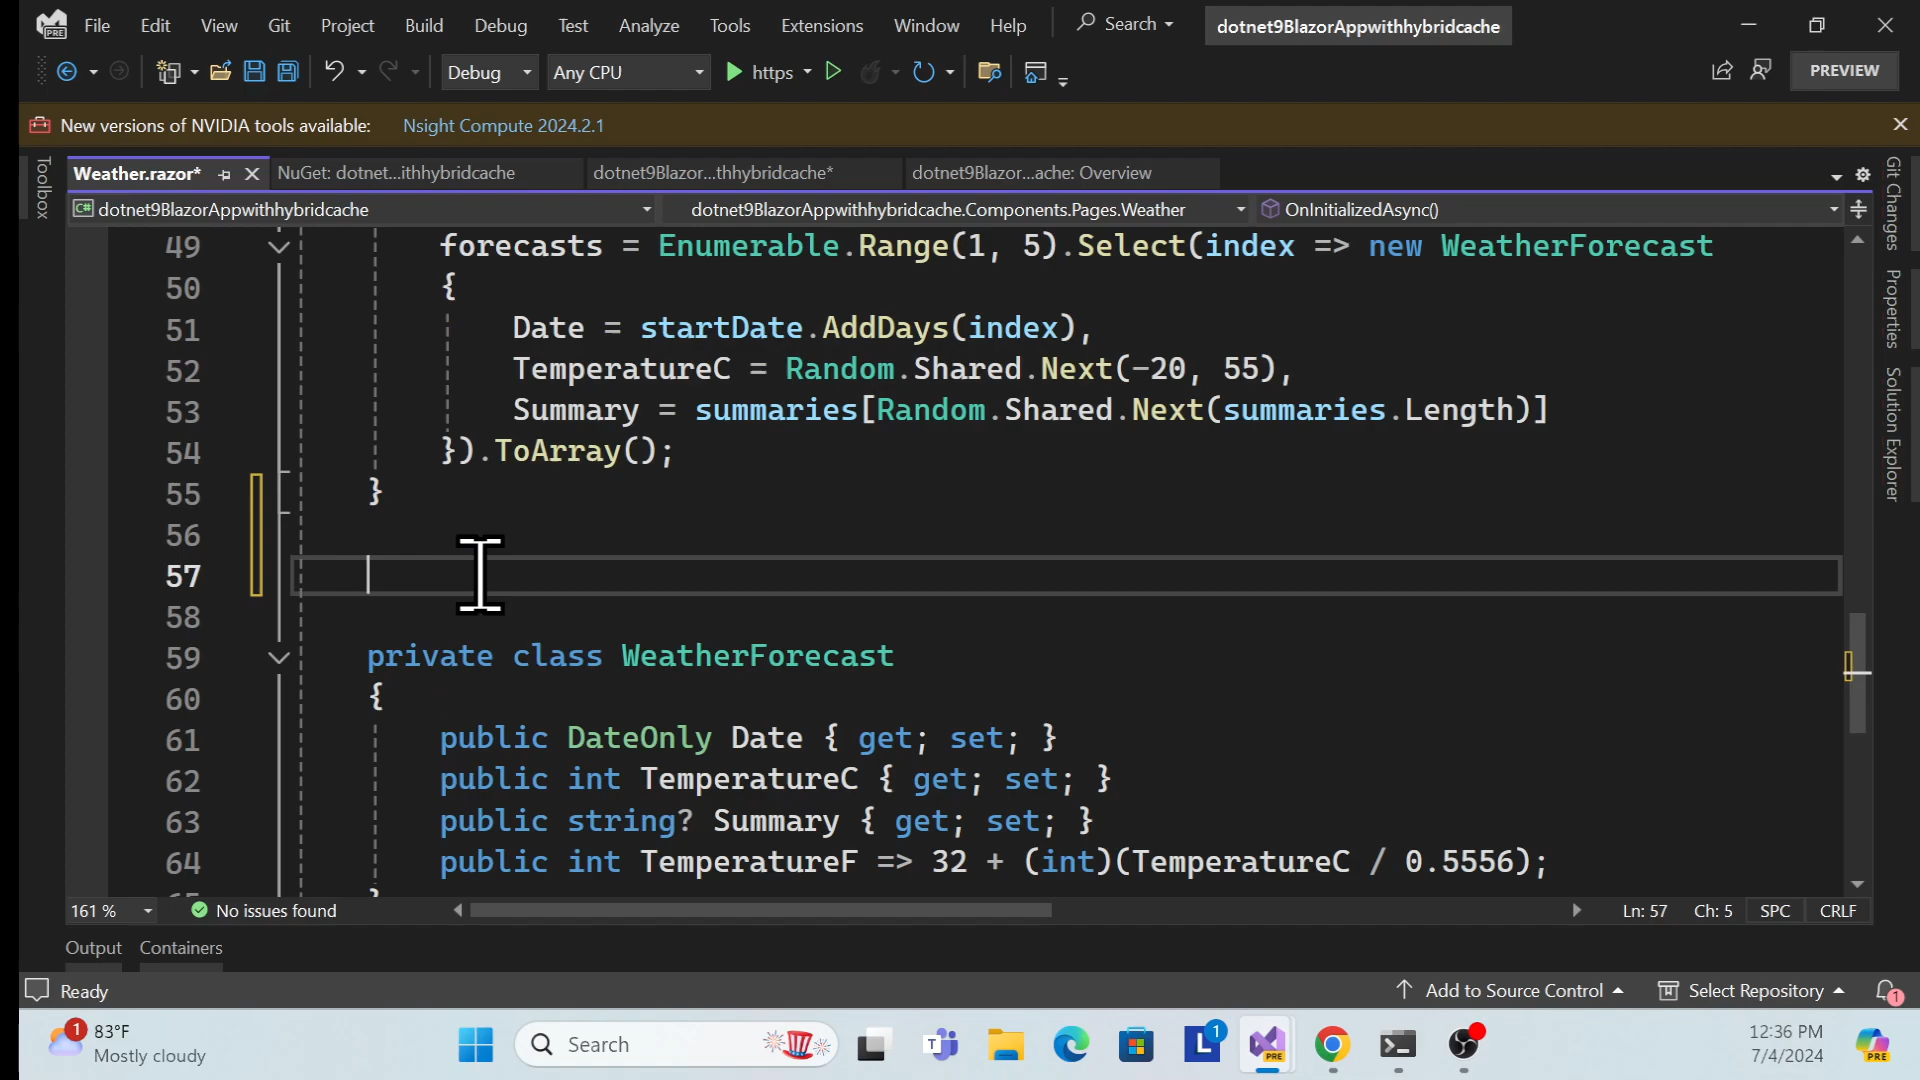 File Edit View Git Project Build Debug Test Analyze Tools Extensions Window Help Search dotnet9BlazorAppwithhybridcache
PRE
Debug Any CPU https PREVIEW
New versions of NVIDIA tools available: Nsight Compute 2024.2.1
Toolbox
Weather.razor* NuGet: dotnet...ithhybridcache dotnet9Blazor...thhybridcache* dotnet9Blazor...ache: Overview
C# dotnet9BlazorAppwithhybridcache dotnet9BlazorAppwithhybridcache.Components.Pages.Weather OnInitializedAsync()
Git Changes
Properties
Solution Explorer
49 forecasts = Enumerable.Range(1, 5).Select(index => new WeatherForecast
50 {
51 Date = startDate.AddDays(index),
52 TemperatureC = Random.Shared.Next(-20, 55),
53 Summary = summaries[Random.Shared.Next(summaries.Length)]
54 }).ToArray();
55 }
56
57
58
59 private class WeatherForecast
60 {
61 public DateOnly Date { get; set; }
62 public int TemperatureC { get; set; }
63 public string? Summary { get; set; }
64 public int TemperatureF => 32 + (int)(TemperatureC / 0.5556);
161 % No issues found Ln: 57 Ch: 5 SPC CRLF
Output Containers
Ready Add to Source Control Select Repository 1
1 83°F
Mostly cloudy
Search
T
L 1
PRE
12:36 PM
7/4/2024
PRE